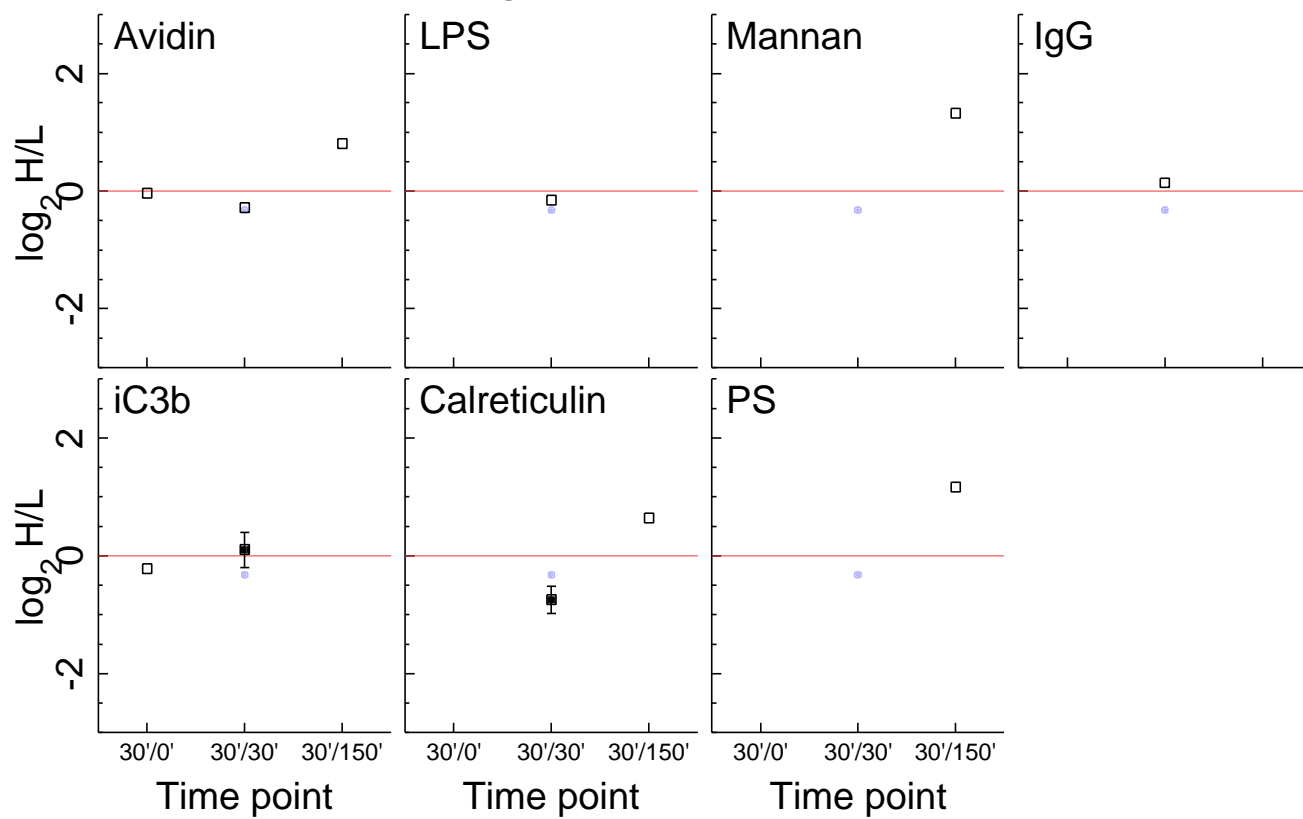 Avidin
LPS
Mannan
IgG
2
0
-2
log2 H/L
iC3b
Calreticulin
PS
2
0
-2
log2 H/L
30'/0' 30'/30' 30'/150'
30'/0' 30'/30' 30'/150'
30'/0' 30'/30' 30'/150'
Time point
Time point
Time point